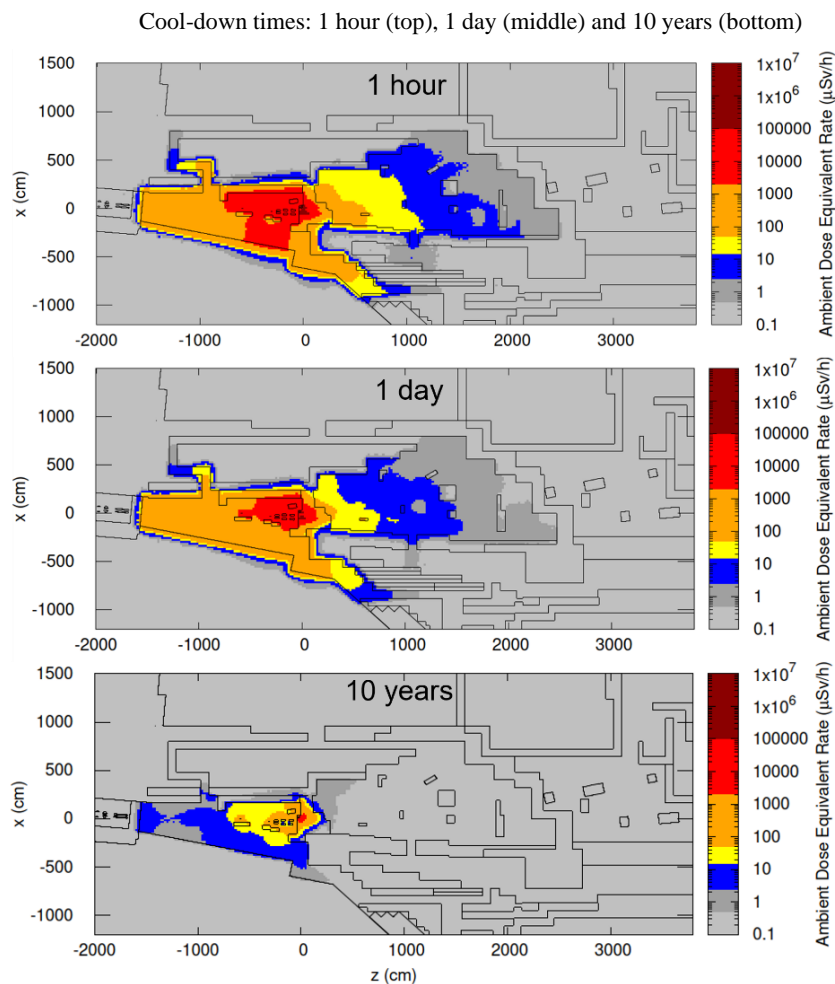 Cool-down times: 1 hour (top), 1 day (middle) and 10 years (bottom)
1 hour
1500
1000
500
0
-500
-1000
x (cm)
-2000 -1000 0 1000 2000 3000
1x10^7
1x10^6
100000
10000
1000
100
10
1
0.1
Ambient Dose Equivalent Rate (µSv/h)
1 day
1500
1000
500
0
-500
-1000
x (cm)
-2000 -1000 0 1000 2000 3000
1x10^7
1x10^6
100000
10000
1000
100
10
1
0.1
Ambient Dose Equivalent Rate (µSv/h)
10 years
1500
1000
500
0
-500
-1000
x (cm)
-2000 -1000 0 1000 2000 3000
z (cm)
1x10^7
1x10^6
100000
10000
1000
100
10
1
0.1
Ambient Dose Equivalent Rate (µSv/h)